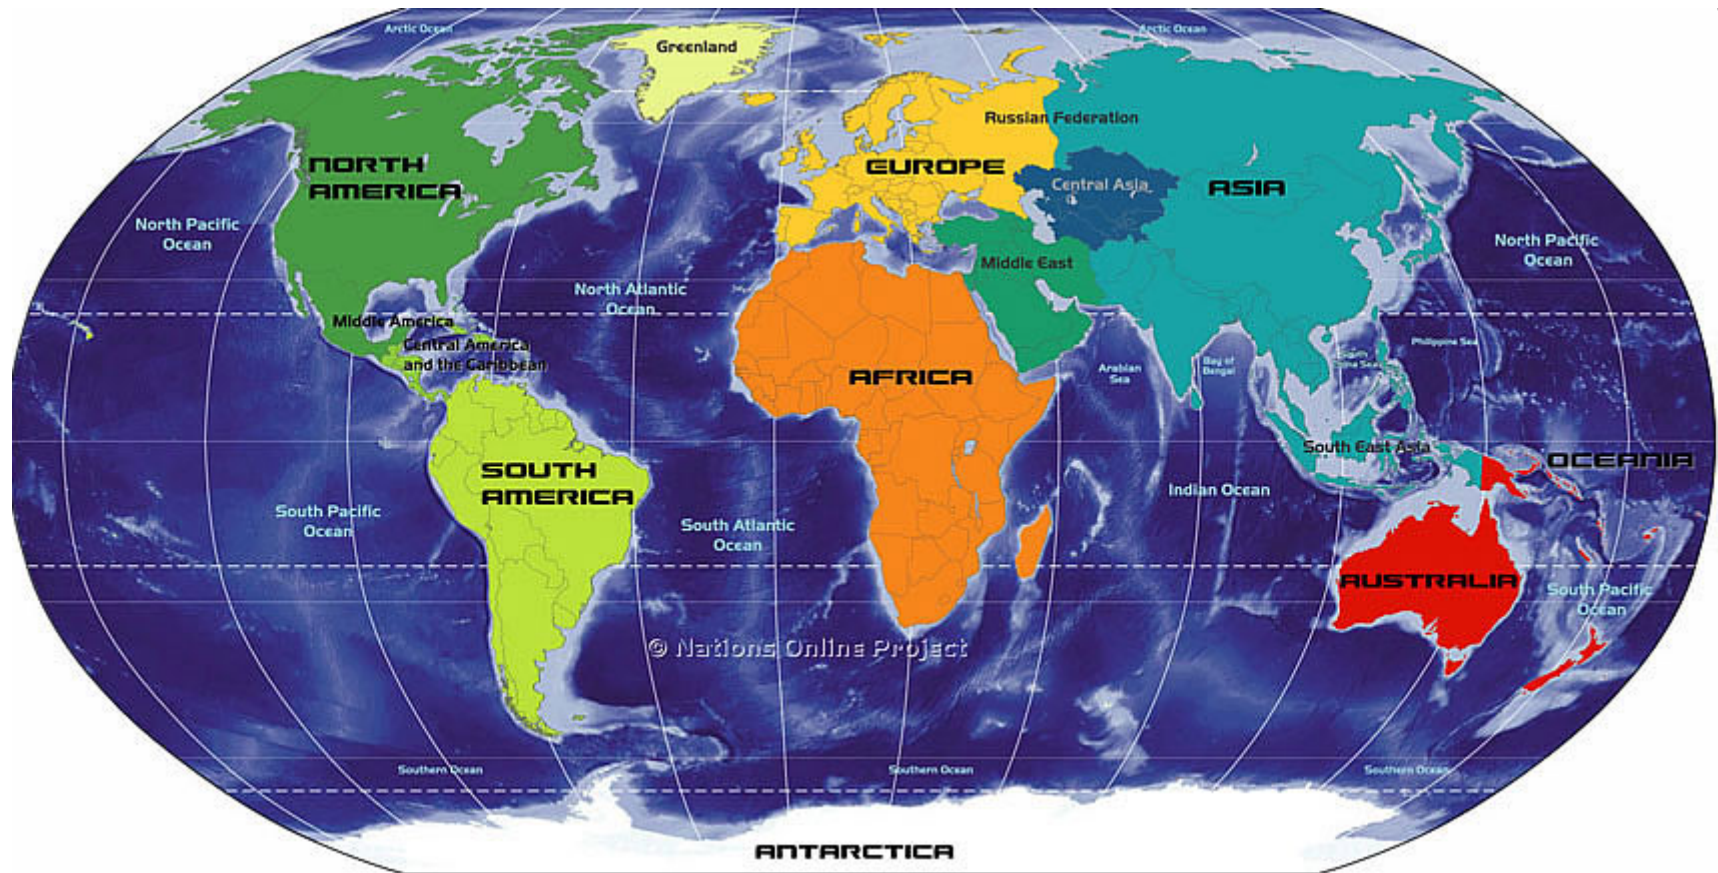 Arctic Ocean
Arctic Ocean
Greenland
Russian Federation
NORTH
AMERICA
EUROPE
Central Asia
ASIA
North Pacific
Ocean
North Pacific
Ocean
Middle East
North Atlantic
Ocean
Middle America
Central America
and the Caribbean
Philippine Sea
South
China Sea
Bay of
Bengal
Arabian
Sea
AFRICA
South East Asia
OCEANIA
SOUTH
AMERICA
Indian Ocean
South Pacific
Ocean
South Atlantic
Ocean
AUSTRALIA
South Pacific
Ocean
© Nations Online Project
Southern Ocean
Southern Ocean
Southern Ocean
ANTARCTICA